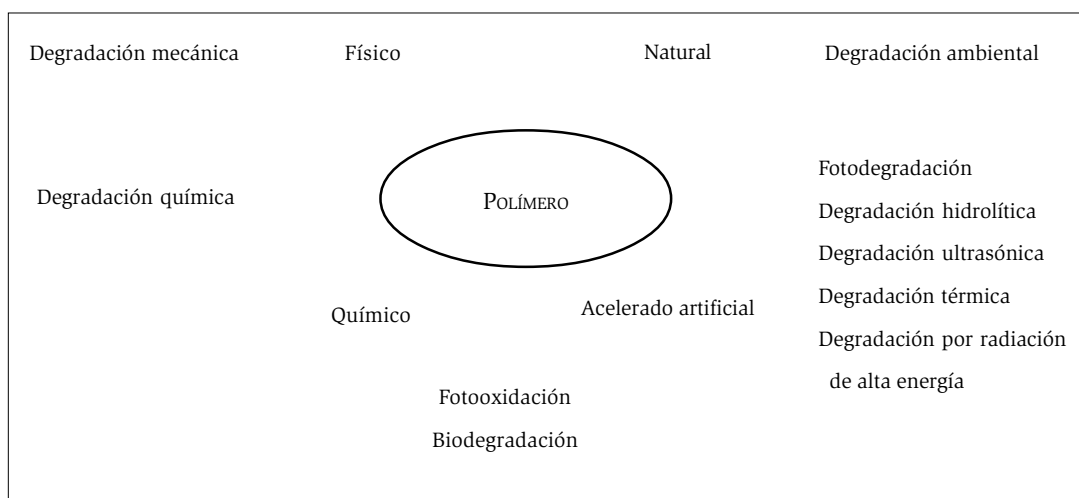 Degradación mecánica
Físico
Natural
Degradación ambiental
Degradación química
POLÍMERO
Fotodegradación
Degradación hidrolítica
Degradación ultrasónica
Degradación térmica
Degradación por radiación
de alta energía
Químico
Acelerado artificial
Fotooxidación
Biodegradación